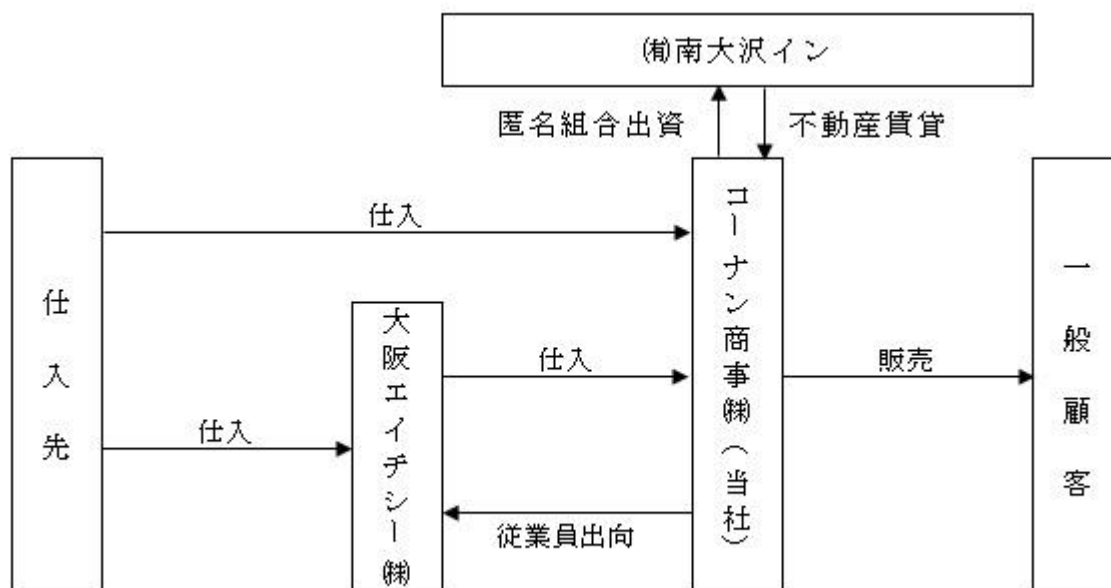 ㈲南大沢イン
匿名組合出資
不動産賃貸
仕入先
仕入
コーナン商事㈱（当社）
一般顧客
大阪エイチシー㈱
仕入
販売
仕入
従業員出向